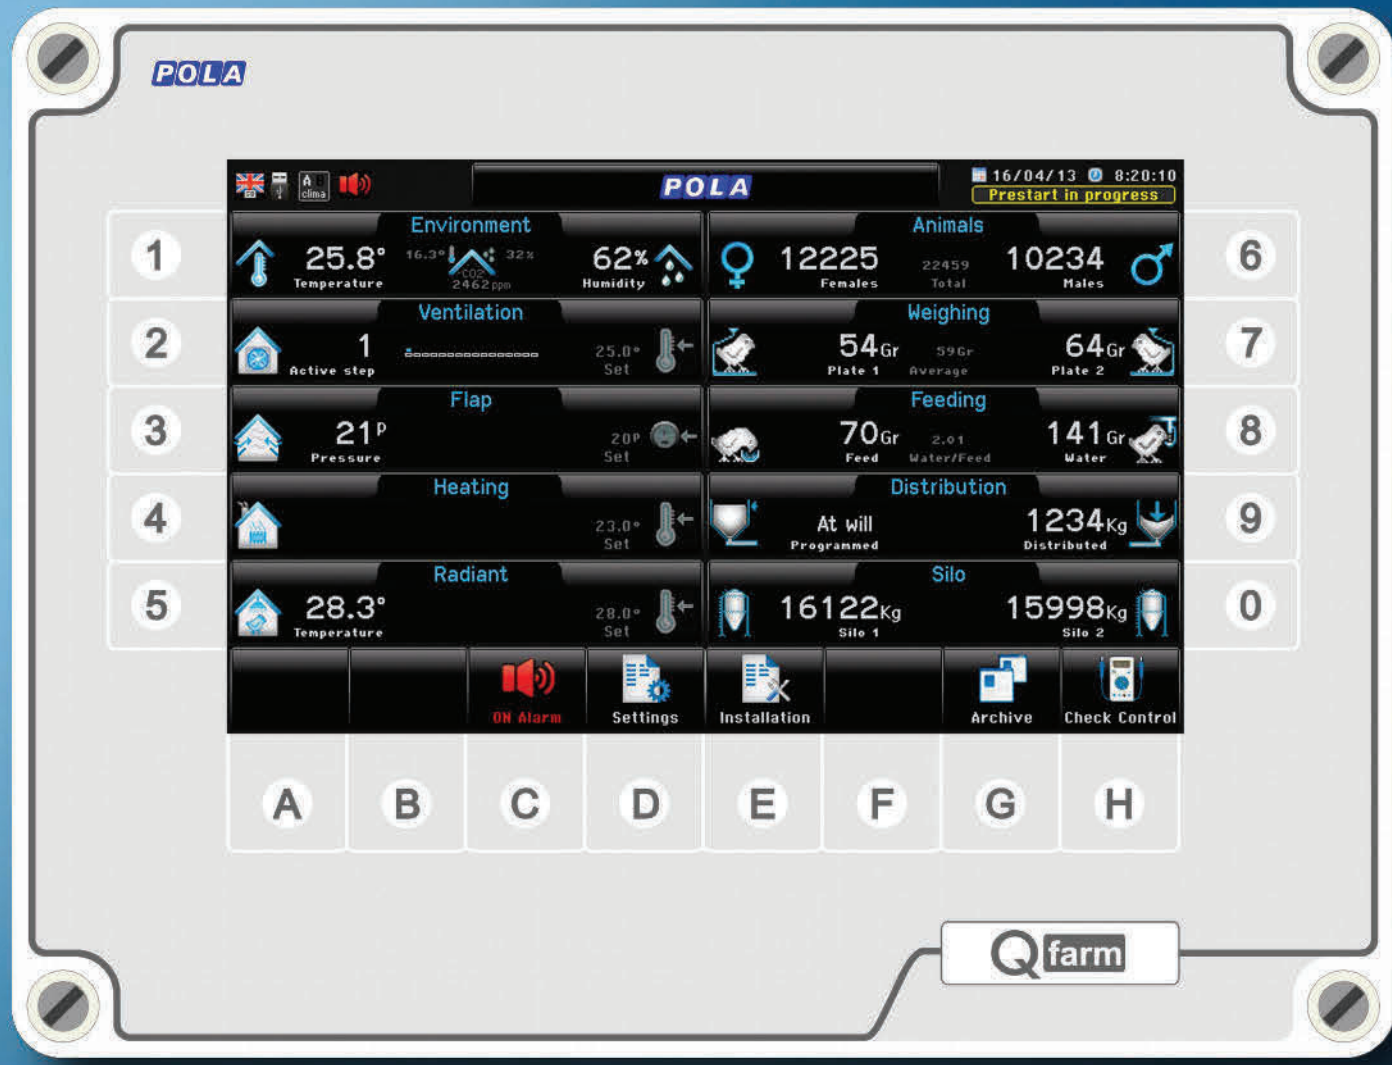 POLA
POLA
16/04/13 8:20:10
Prestart in progress
A
clima
Environment
25.8°
Temperature
16.3°
32%
CO2
2462 ppm
62%
Humidity
Animals
12225
Females
22459
Total
10234
Males
Ventilation
1
Active step
25.0°
Set
Weighing
54Gr
Plate 1
59Gr
Average
64Gr
Plate 2
Flap
21P
Pressure
20P
Set
Feeding
70Gr
Feed
2.01
Water/Feed
141Gr
Water
Heating
23.0°
Set
Distribution
At will
Programmed
1234Kg
Distributed
Radiant
28.3°
Temperature
28.0°
Set
Silo
16122Kg
Silo 1
15998Kg
Silo 2
ON Alarm
Settings
Installation
Archive
Check Control
1
2
3
4
5
6
7
8
9
0
A B C D E F G H
Q farm